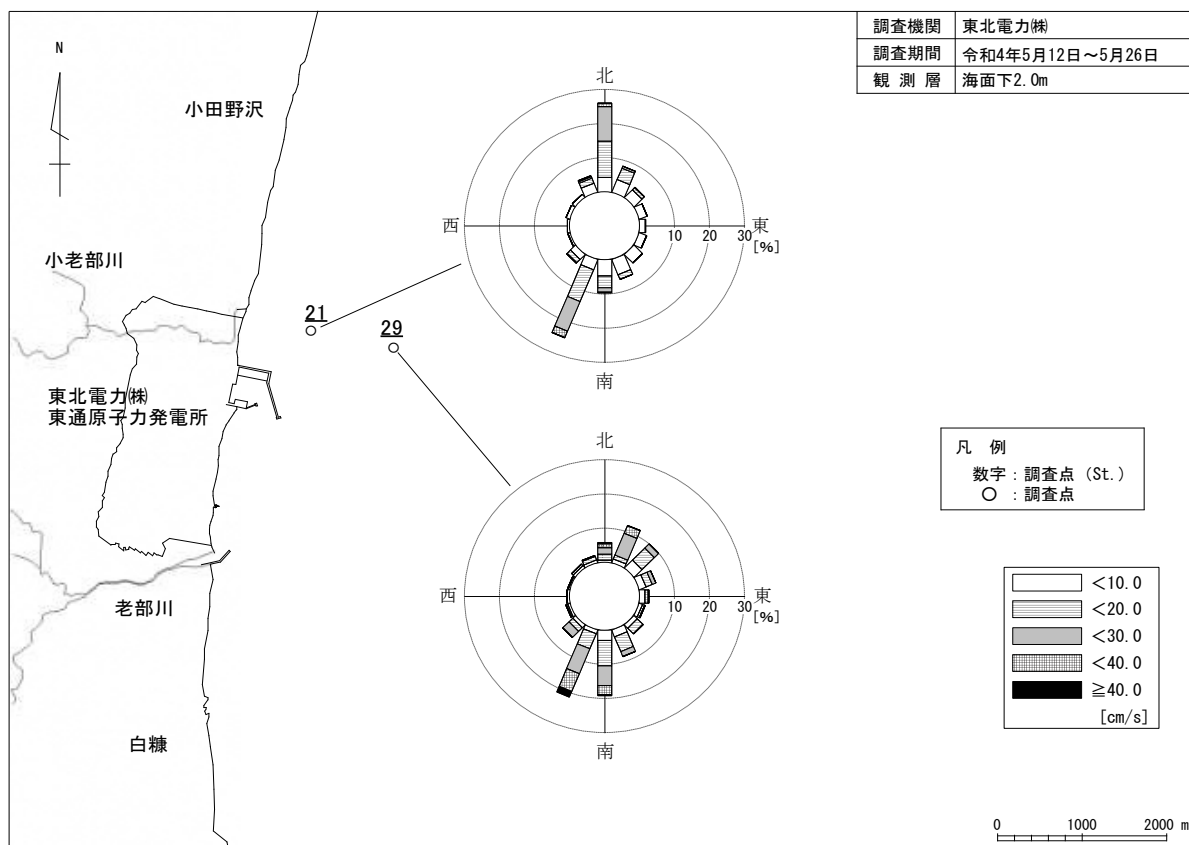 調査機関 東北電力㈱
調査期間 令和4年5月12日～5月26日
観測層 海面下2.0m
N
小田野沢
北
西
東
10 20 30
[%]
南
小老部川
21
29
東北電力㈱
東通原子力発電所
北
西
東
10 20 30
[%]
南
凡 例
数字：調査点 (St.)
○ ：調査点
老部川
<10.0
<20.0
<30.0
<40.0
≧40.0
[cm/s]
白糠
0 1000 2000 m